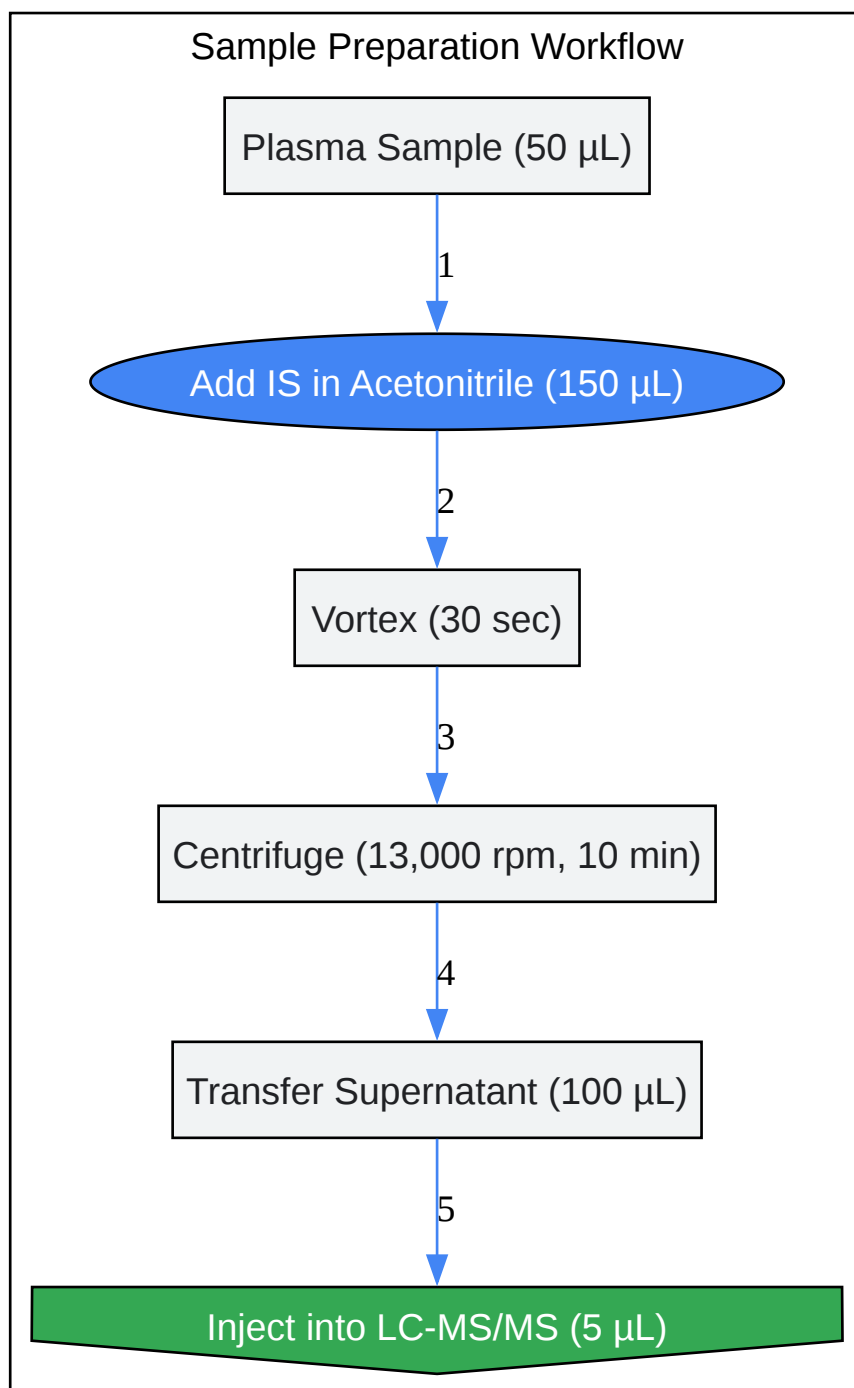 Sample Preparation Workflow
Plasma Sample (50 µL)
1
Add IS in Acetonitrile (150 µL)
2
Vortex (30 sec)
3
Centrifuge (13,000 rpm, 10 min)
4
Transfer Supernatant (100 µL)
5
Inject into LC-MS/MS (5 µL)